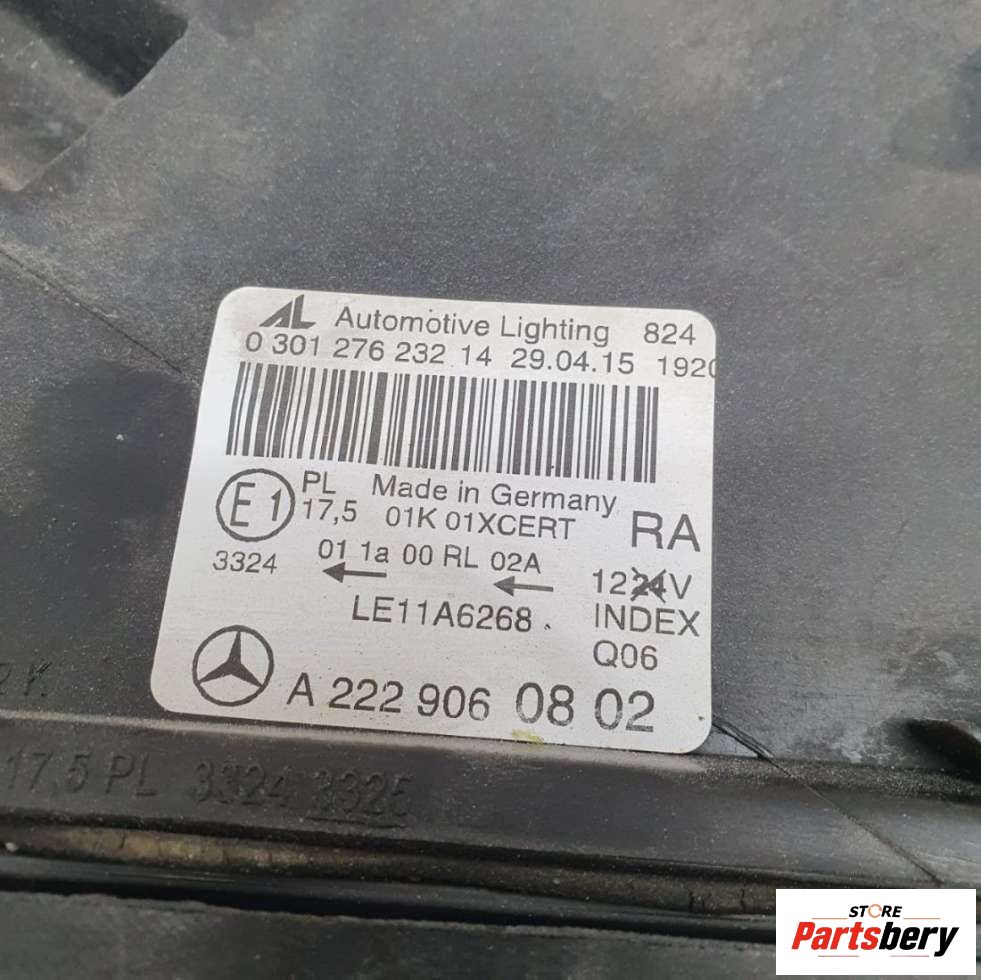 AL Automotive Lighting 824
0 301 276 232 14 29.04.15 1920
E1 PL Made in Germany
17,5 01K 01XCERT RA
3324 01 1a 00 RL 02A
1224V
LE11A6268. INDEX
Q06
A 222 906 08 02
2 K
17,5 PL 3324 3325
STORE
Partsbery